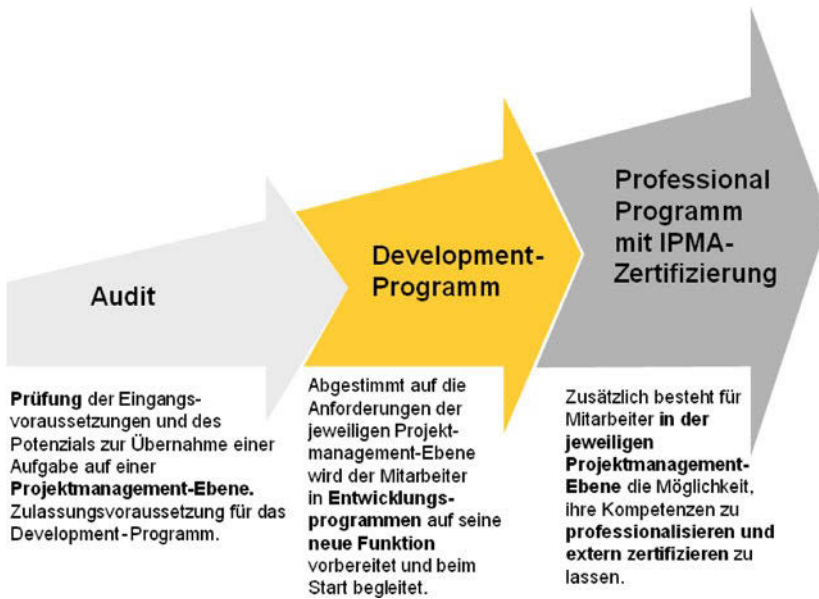 Audit
Prüfung der Eingangs-
voraussetzungen und des
Potenzials zur Übernahme einer
Aufgabe auf einer
Projektmanagement-Ebene.
Zulassungsvoraussetzung für das
Development-Programm.
Development-
Programm
Abgestimmt auf die
Anforderungen der
jeweiligen Projekt-
management-Ebene
wird der Mitarbeiter
in Entwicklungs-
programmen auf seine
neue Funktion
vorbereitet und beim
Start begleitet.
Professional
Programm
mit IPMA-
Zertifizierung
Zusätzlich besteht für
Mitarbeiter in der
jeweiligen
Projektmanagement-
Ebene die Möglichkeit,
ihre Kompetenzen zu
professionalisieren und
extern zertifizieren zu
lassen.